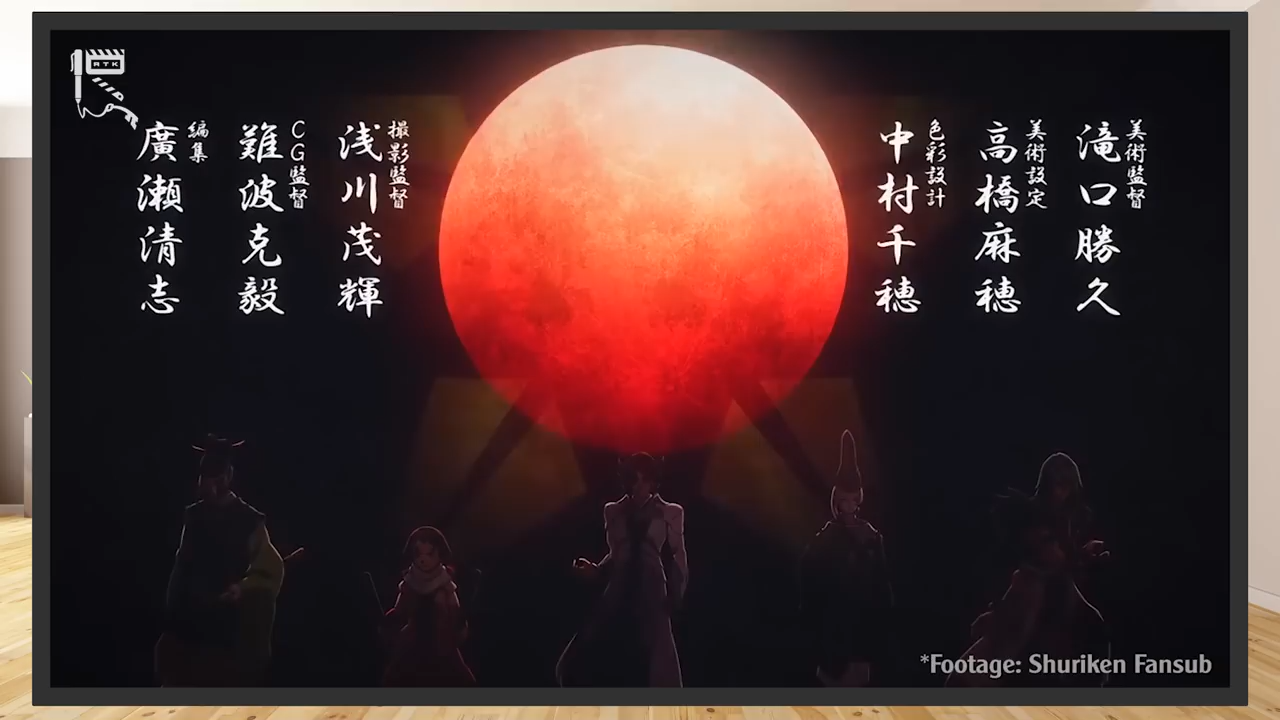 RTK
美術監督
滝口勝久
美術設定
高橋麻穂
色彩設計
中村千穂
撮影監督
浅川茂輝
CG監督
難波克毅
編集
廣瀬清志
*Footage: Shuriken Fansub